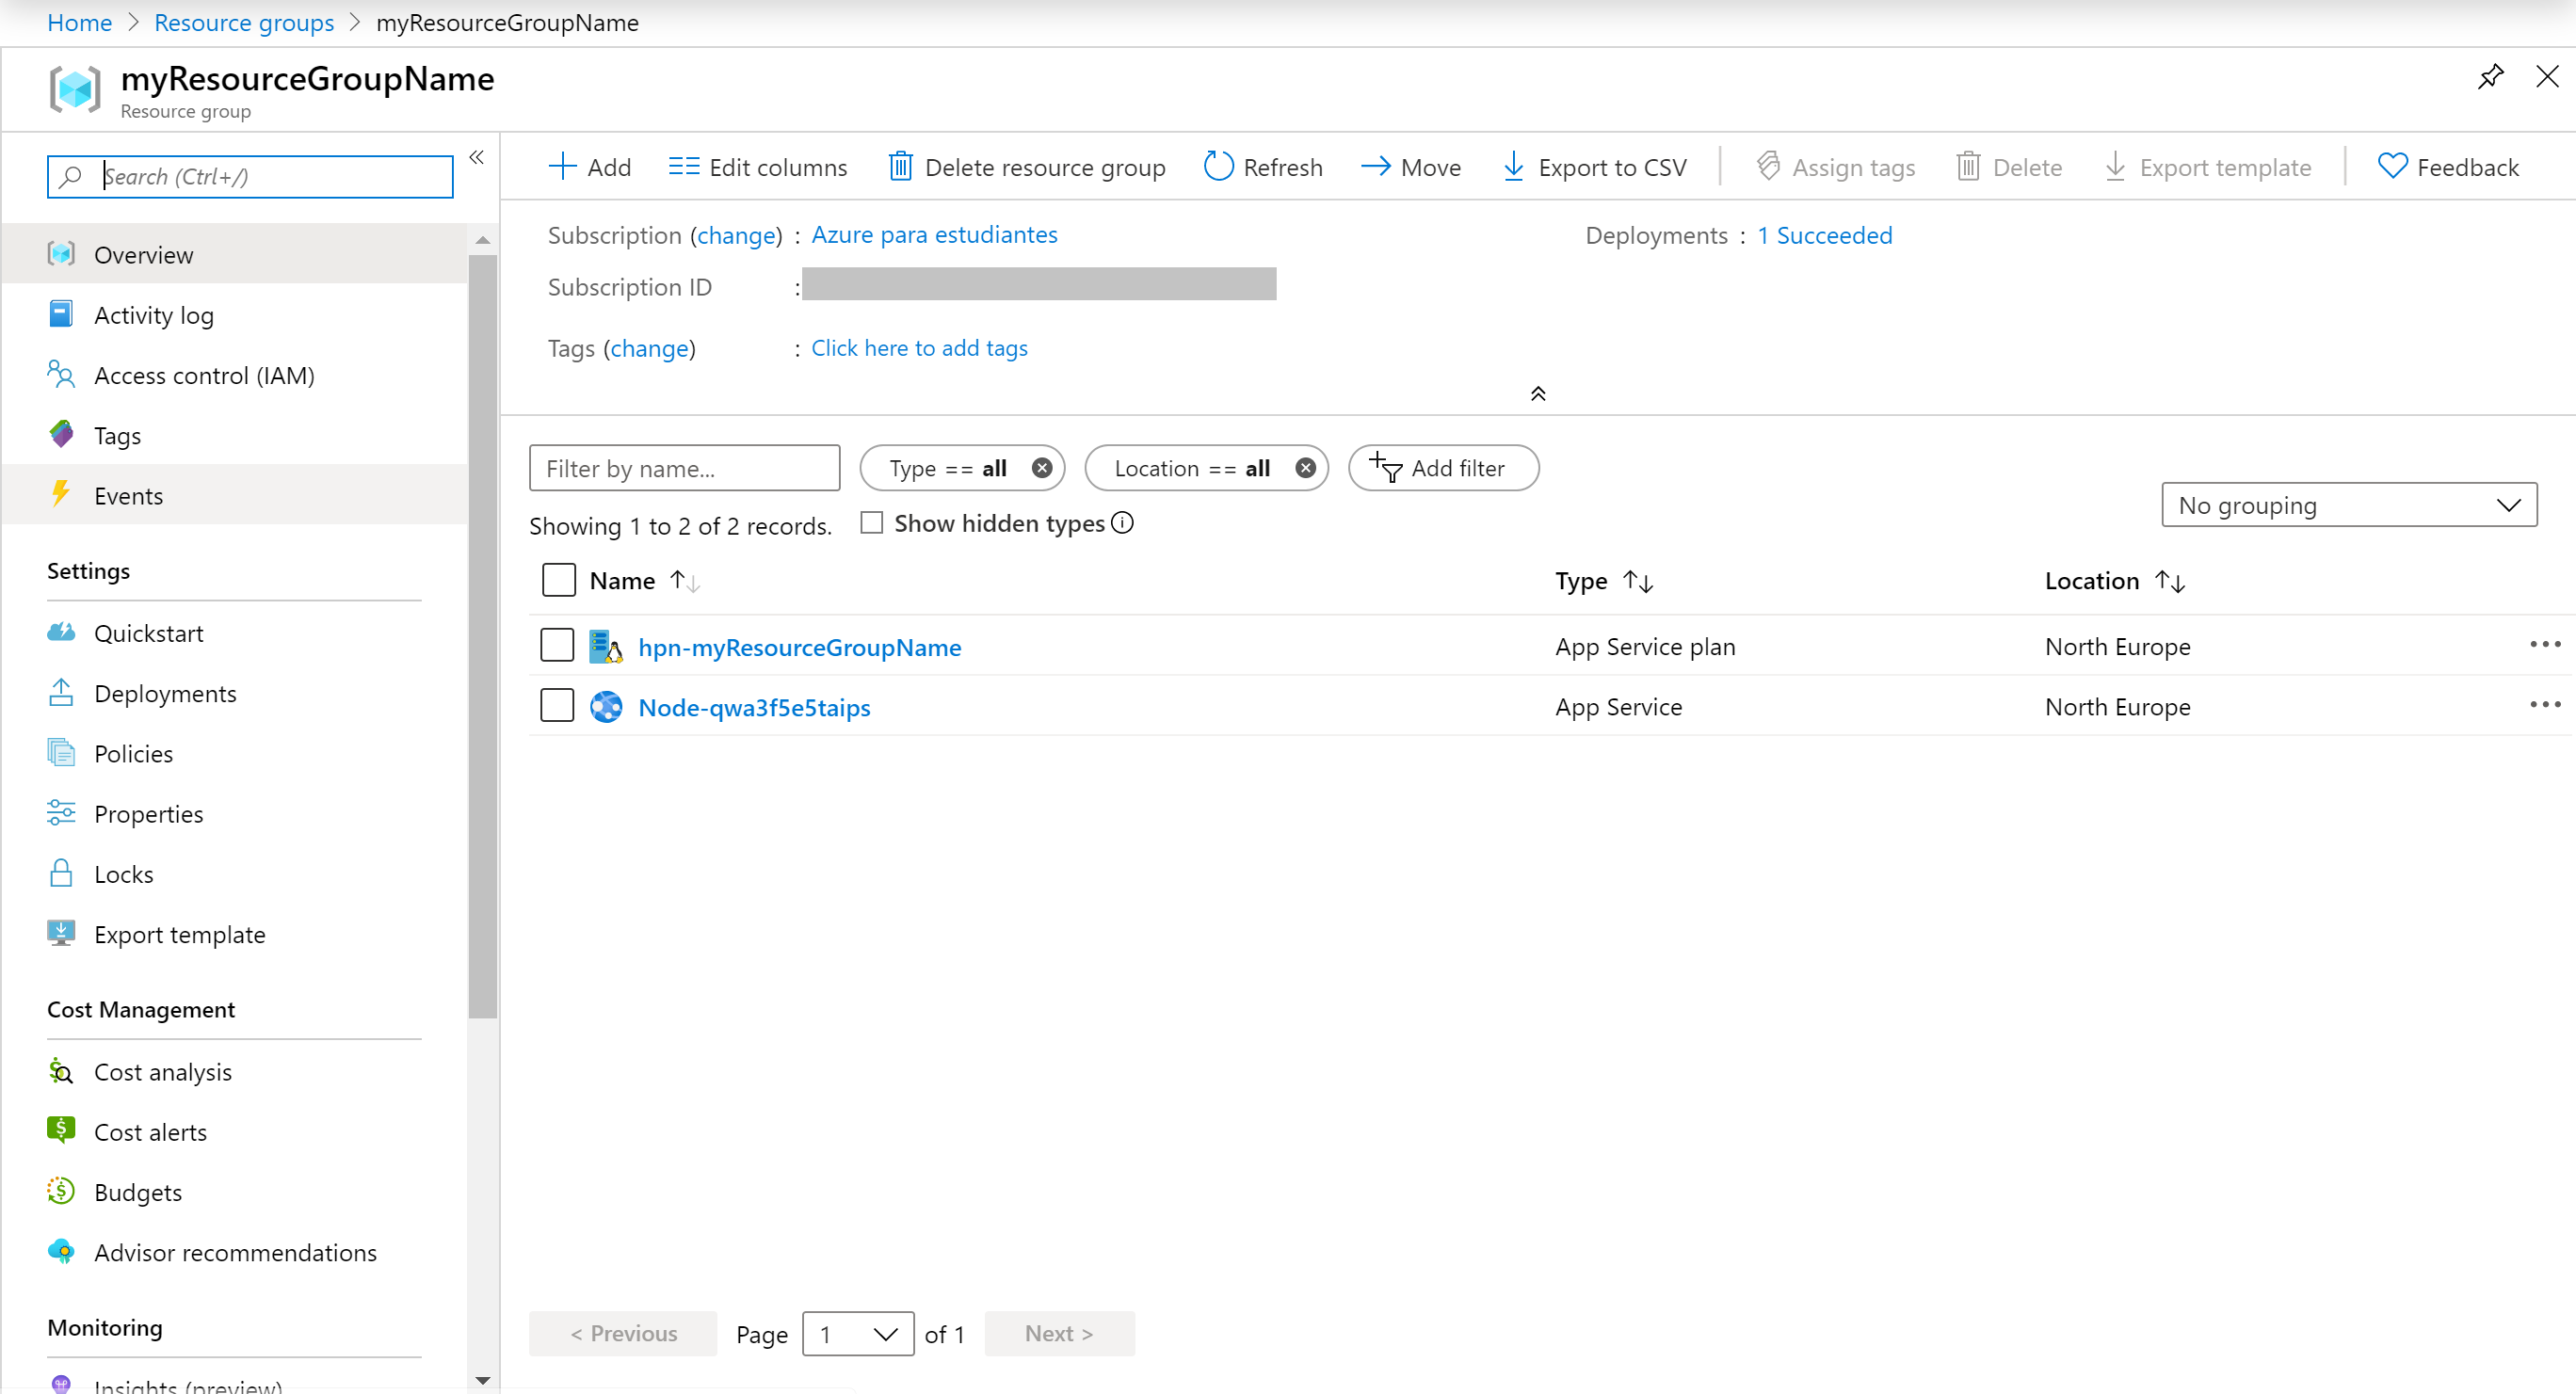 Home > Resource groups > myResourceGroupName
myResourceGroupName
Resource group
Search (Ctrl+/)
«
Add
Edit columns
Delete resource group
Refresh
Move
Export to CSV
Assign tags
Delete
Export template
Feedback
Overview
Activity log
Access control (IAM)
Tags
Events
Settings
Quickstart
Deployments
Policies
Properties
Locks
Export template
Cost Management
Cost analysis
Cost alerts
Budgets
Advisor recommendations
Monitoring
Insights (preview)
Subscription (change) : Azure para estudiantes
Deployments : 1 Succeeded
Subscription ID :
Tags (change) : Click here to add tags
Filter by name...
Type == all
Location == all
Add filter
Showing 1 to 2 of 2 records.
Show hidden types
No grouping
Name Type Location
hpn-myResourceGroupName App Service plan North Europe
Node-qwa3f5e5taips App Service North Europe
< Previous Page 1 of 1 Next >